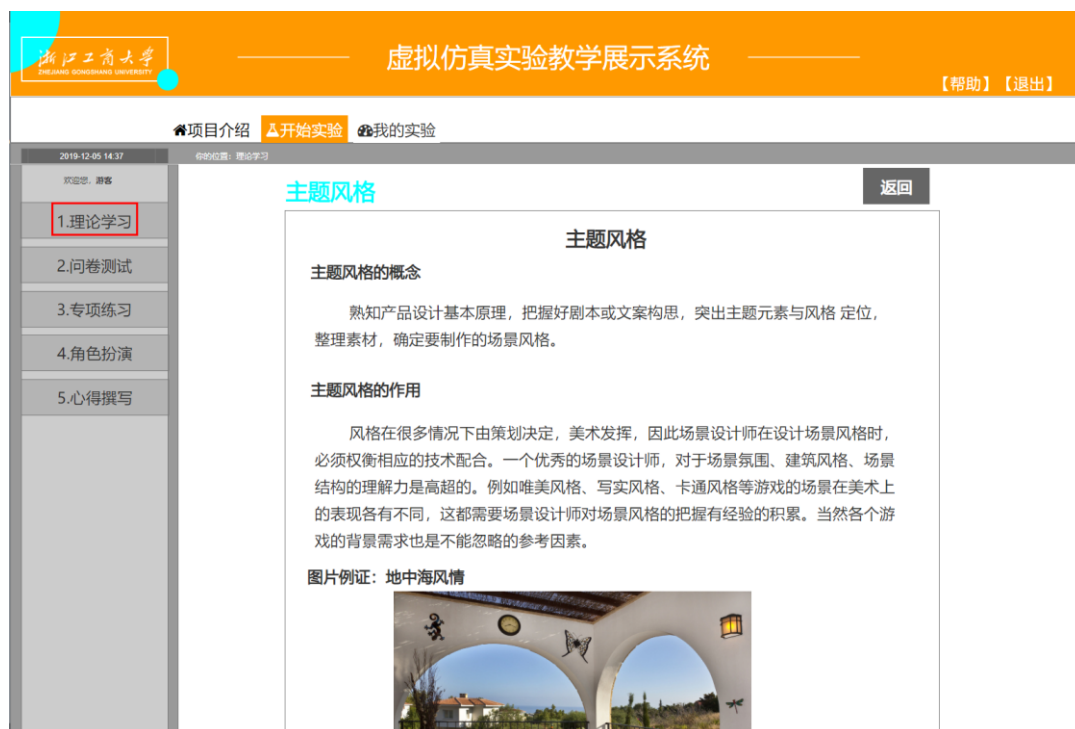 浙江工商大学
ZHEJIANG GONGSHANG UNIVERSITY
虚拟仿真实验教学展示系统
【帮助】【退出】
项目介绍 开始实验 我的实验
2019-12-05 14:37 你的位置：理论学习
欢迎您，游客
1.理论学习
2.问卷测试
3.专项练习
4.角色扮演
5.心得撰写
主题风格 返回
主题风格
主题风格的概念
熟知产品设计基本原理，把握好剧本或文案构思，突出主题元素与风格 定位，
整理素材，确定要制作的场景风格。
主题风格的作用
风格在很多情况下由策划决定，美术发挥，因此场景设计师在设计场景风格时，
必须权衡相应的技术配合。一个优秀的场景设计师，对于场景氛围、建筑风格、场景
结构的理解力是高超的。例如唯美风格、写实风格、卡通风格等游戏的场景在美术上
的表现各有不同，这都需要场景设计师对场景风格的把握有经验的积累。当然各个游
戏的背景需求也是不能忽略的参考因素。
图片例证：地中海风情